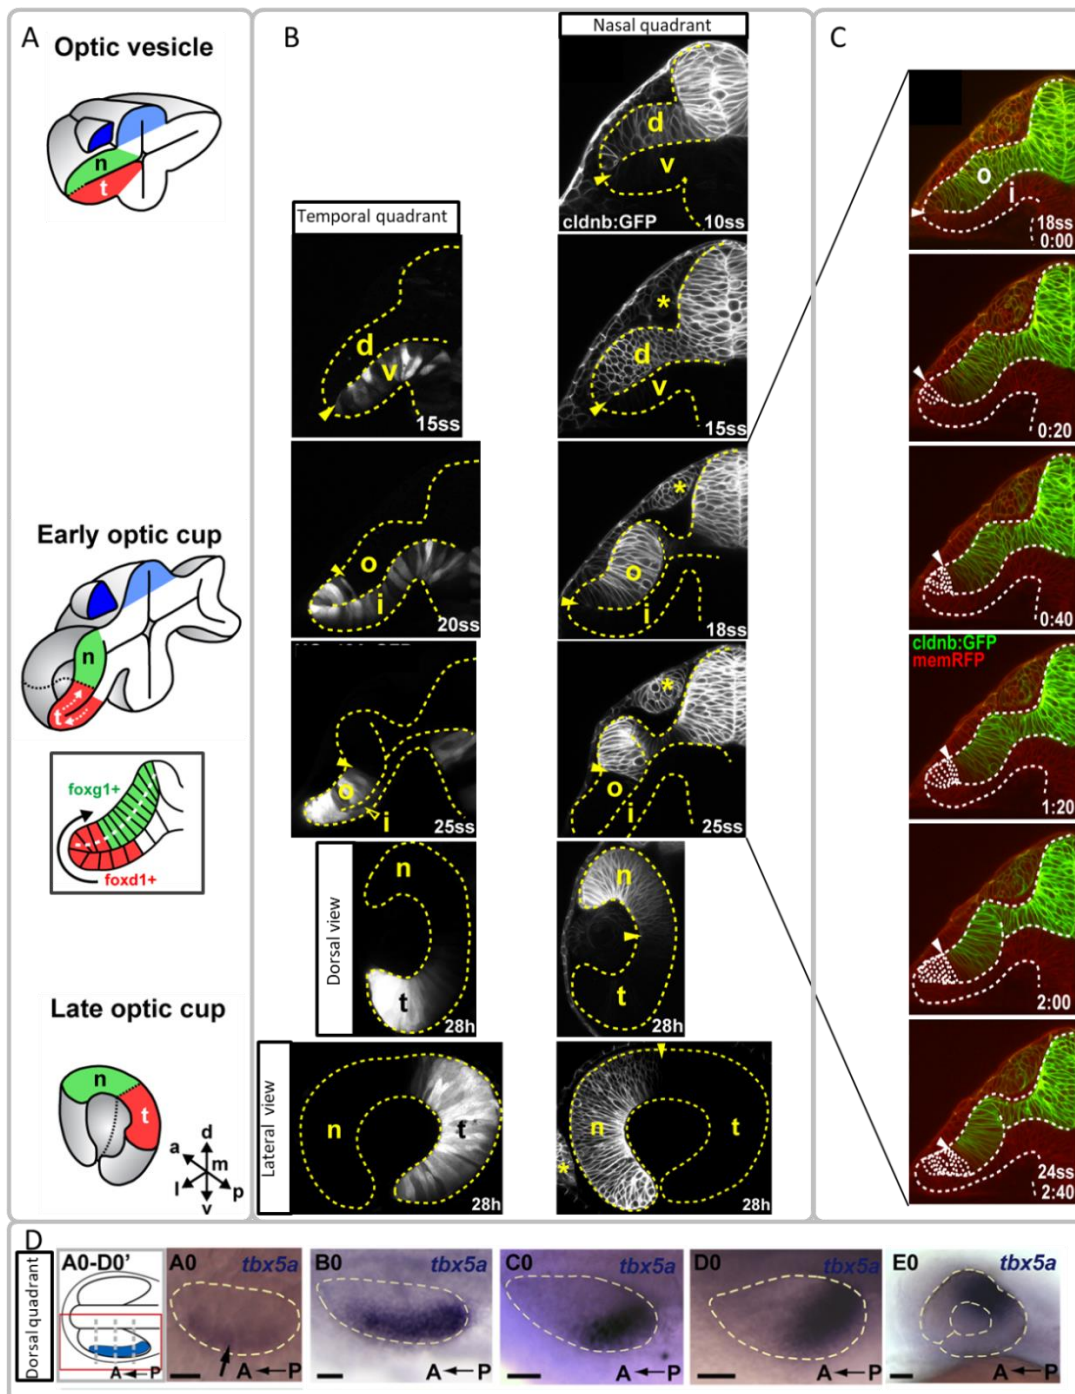 A
Optic vesicle
n
t
Early optic cup
n
t
foxg1+
foxd1+
Late optic cup
n
t
a
d
m
l
v
p
B
Nasal quadrant
d
v
cldnb:GFP
10ss
Temporal quadrant
d
v
15ss
*
d
v
15ss
o
i
20ss
*
o
i
18ss
o
i
25ss
*
o
i
25ss
Dorsal view
n
t
28h
n
t
28h
Lateral view
n
t
28h
n
t
*
28h
C
o
i
18ss
0:00
0:20
0:40
cldnb:GFP
memRFP
1:20
2:00
24ss
2:40
D
Dorsal quadrant
A0-D0’
A←P
A0
tbx5a
A←P
B0
tbx5a
A←P
C0
tbx5a
A←P
D0
tbx5a
A←P
E0
tbx5a
A←P